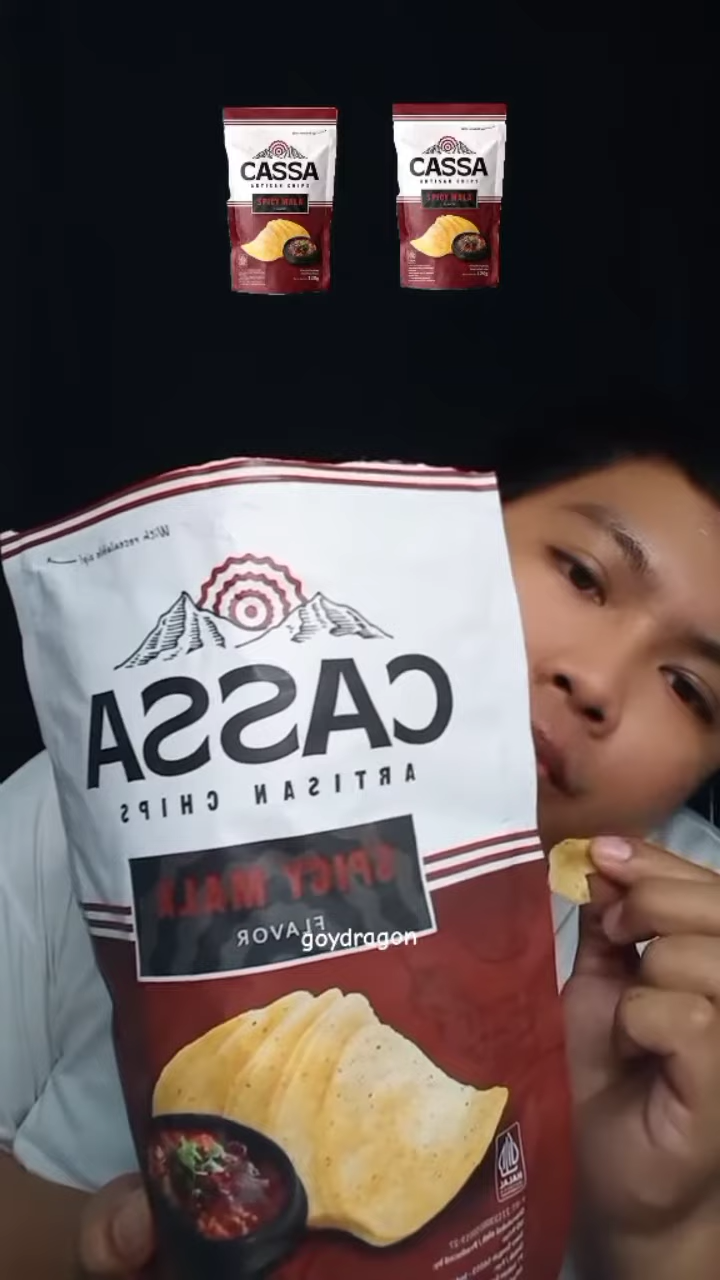 CASSA
ARTISAN CHIPS
SPICY MALA
CASSA
ARTISAN CHIPS
SPICY MALA
With resealable zip!
CASSA
ARTISAN CHIPS
SPICY MALA
FLAVOR
goydragon
HALAL